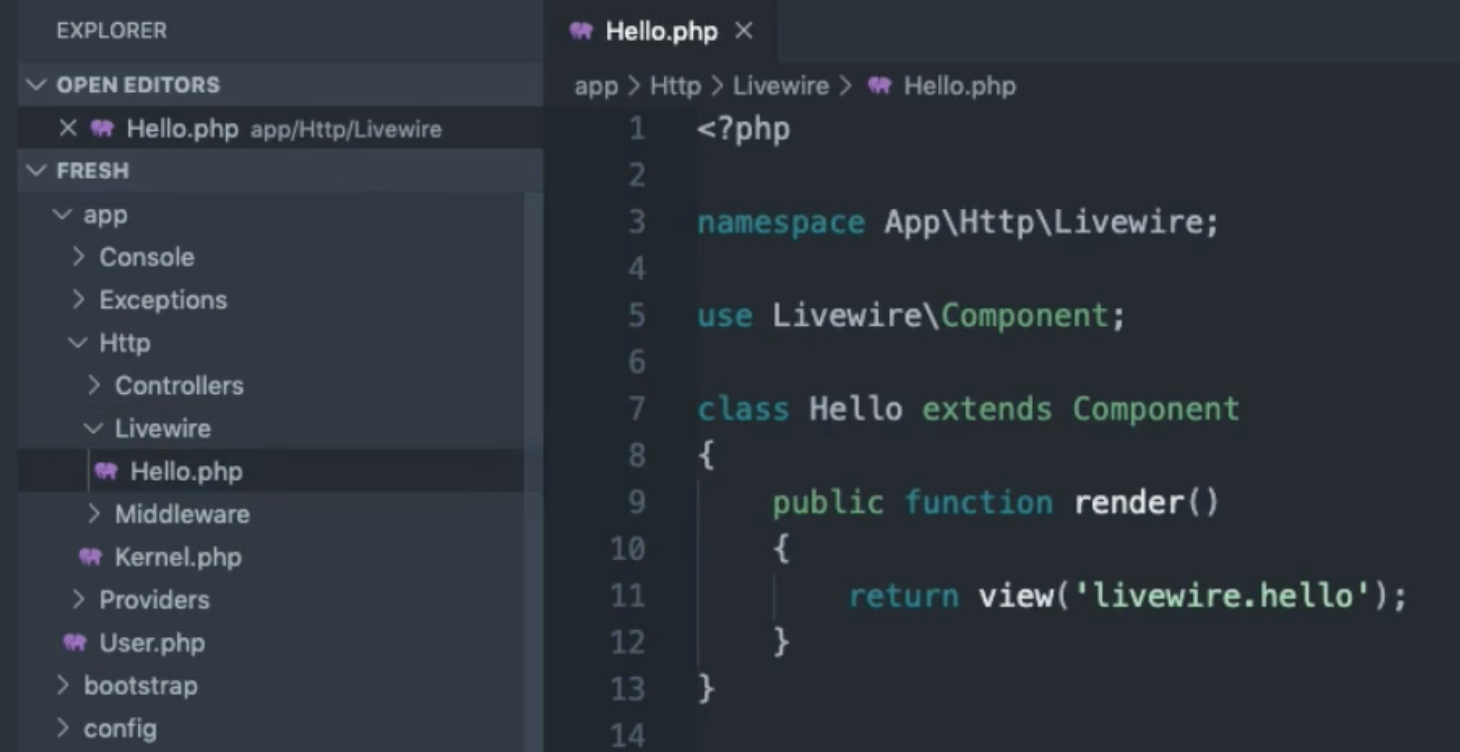 EXPLORER
OPEN EDITORS
Hello.php app/Http/Livewire
FRESH
app
Console
Exceptions
Http
Controllers
Livewire
Hello.php
Middleware
Kernel.php
Providers
User.php
bootstrap
config
Hello.php
app > Http > Livewire > Hello.php
1 <?php
2
3 namespace App\Http\Livewire;
4
5 use Livewire\Component;
6
7 class Hello extends Component
8 {
9     public function render()
10     {
11         return view('livewire.hello');
12     }
13 }
14